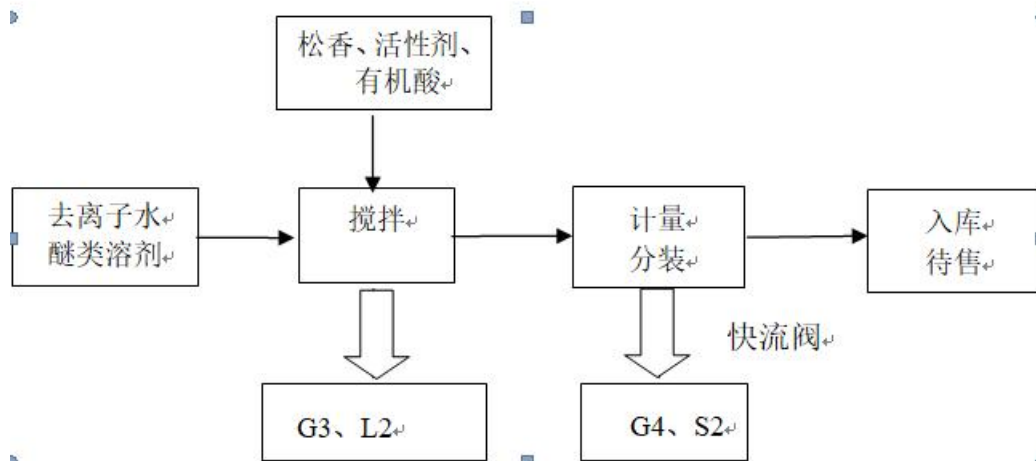 松香、活性剂、
有机酸
去离子水
醚类溶剂
搅拌
计量
分装
入库
待售
快流阀
G3、L2
G4、S2